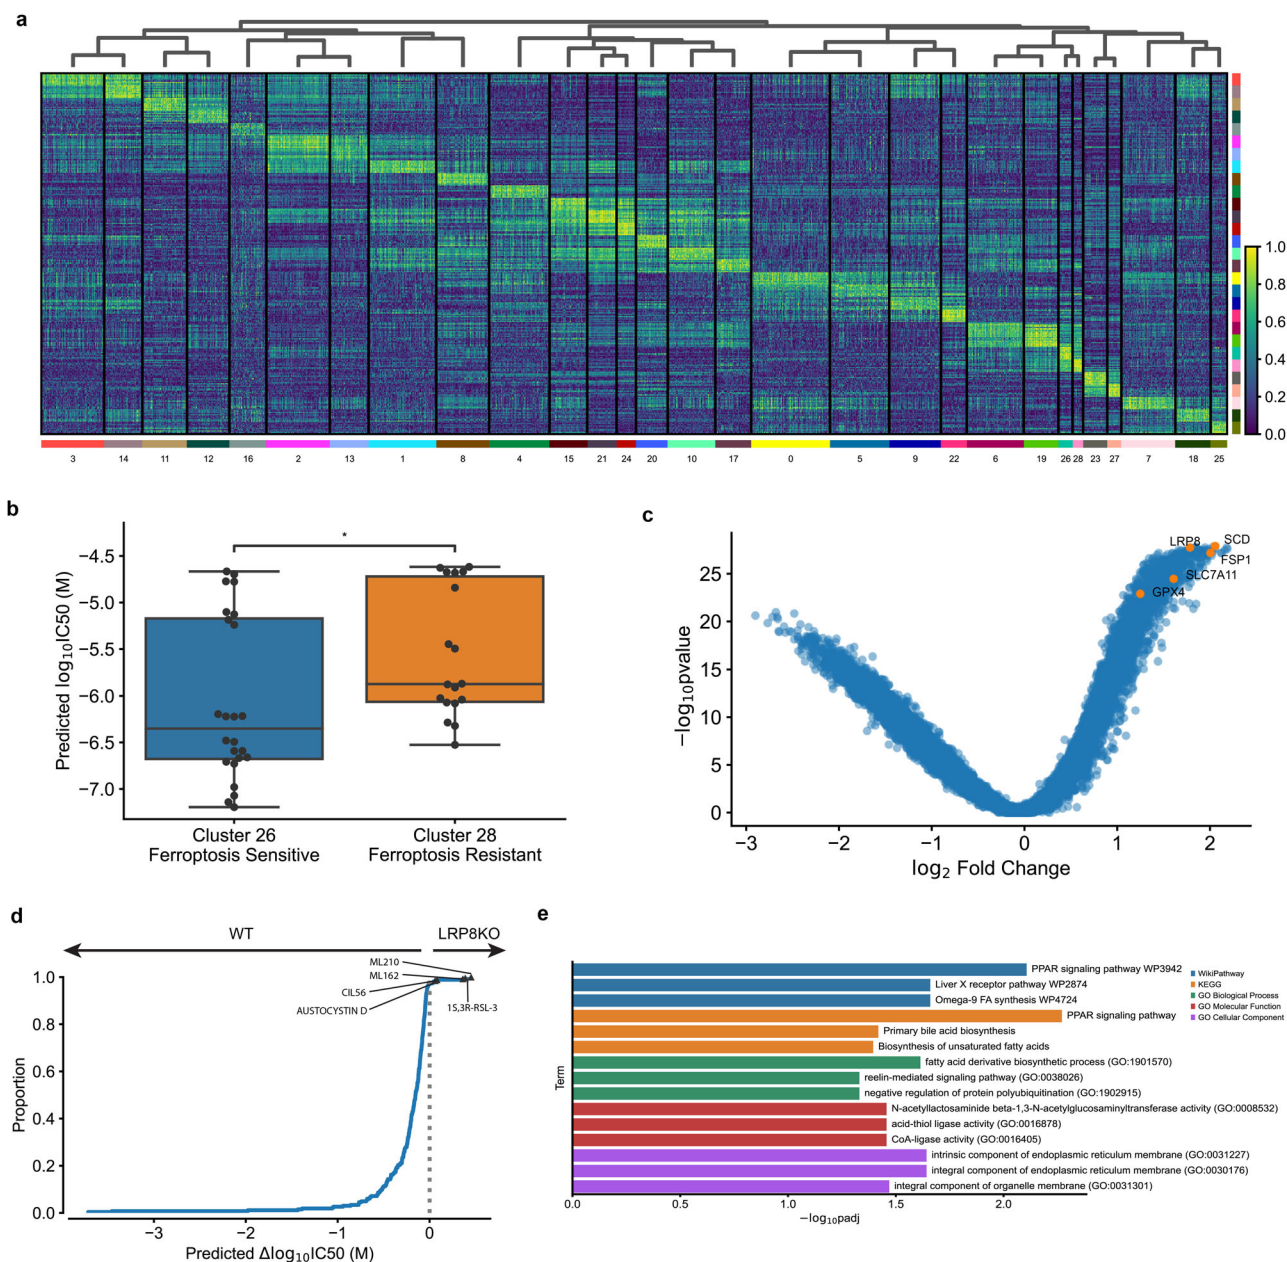 a
1.0
0.8
0.6
0.4
0.2
0.0
3 14 11 12 16 2 13 1 8 4 15 21 24 20 10 17 0 5 9 22 6 19 26 28 23 27 7 18 25
b
Predicted log10IC50 (M)
−4.5
−5.0
−5.5
−6.0
−6.5
−7.0
*
Cluster 26
Ferroptosis Sensitive
Cluster 28
Ferroptosis Resistant
c
−log10pvalue
25
20
15
10
5
0
LRP8
SCD
FSP1
SLC7A11
GPX4
−3 −2 −1 0 1 2
log2 Fold Change
d
WT
LRP8KO
ML210
ML162
CIL56
AUSTOCYSTIN D
1S,3R-RSL-3
Proportion
1.0
0.8
0.6
0.4
0.2
0.0
−3 −2 −1 0
Predicted Δlog10IC50 (M)
e
Term
PPAR signaling pathway WP3942
Liver X receptor pathway WP2874
Omega-9 FA synthesis WP4724
PPAR signaling pathway
Primary bile acid biosynthesis
Biosynthesis of unsaturated fatty acids
fatty acid derivative biosynthetic process (GO:1901570)
reelin-mediated signaling pathway (GO:0038026)
negative regulation of protein polyubiquitination (GO:1902915)
N-acetyllactosaminide beta-1,3-N-acetylglucosaminyltransferase activity (GO:0008532)
acid-thiol ligase activity (GO:0016878)
CoA-ligase activity (GO:0016405)
intrinsic component of endoplasmic reticulum membrane (GO:0031227)
integral component of endoplasmic reticulum membrane (GO:0030176)
integral component of organelle membrane (GO:0031301)
WikiPathway
KEGG
GO Biological Process
GO Molecular Function
GO Cellular Component
0.0 0.5 1.0 1.5 2.0
−log10padj